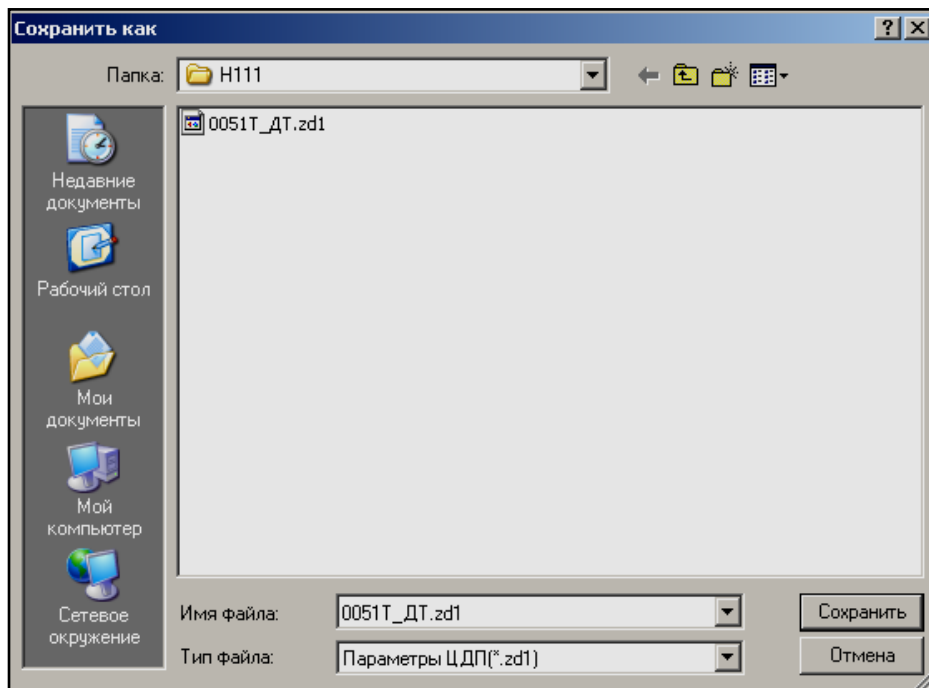 Сохранить как
Папка:
H111
0051Т_ДТ.zd1
Недавние
документы
Рабочий стол
Мои
документы
Мой
компьютер
Сетевое
окружение
Имя файла:
0051Т_ДТ.zd1
Сохранить
Тип файла:
Параметры ЦДП(*.zd1)
Отмена